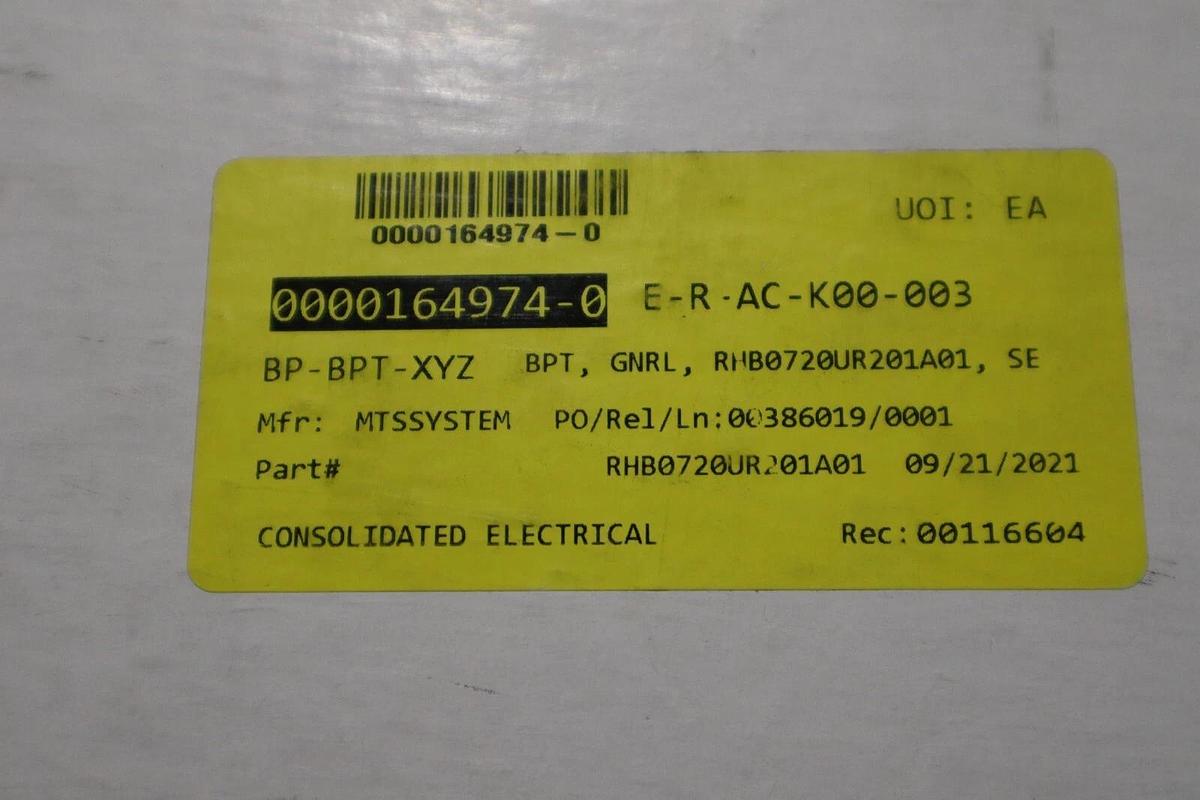 0000164974-0
UOI: EA
0000164974-0 E-R-AC-K00-003
BP-BPT-XYZ BPT, GNRL, RHB0720UR201A01, SE
Mfr: MTSSYSTEM PO/Rel/Ln:00386019/0001
Part# RHB0720UR201A01 09/21/2021
CONSOLIDATED ELECTRICAL Rec:00116604